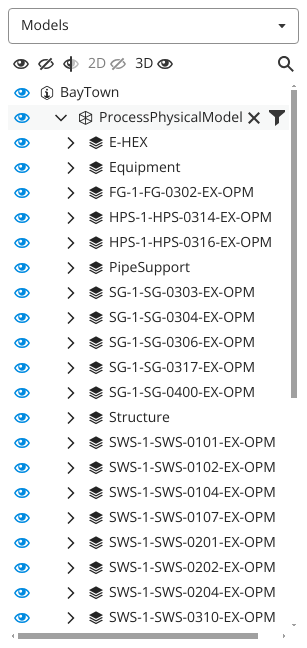 Models
2D 3D
BayTown
ProcessPhysicalModel
E-HEX
Equipment
FG-1-FG-0302-EX-OPM
HPS-1-HPS-0314-EX-OPM
HPS-1-HPS-0316-EX-OPM
PipeSupport
SG-1-SG-0303-EX-OPM
SG-1-SG-0304-EX-OPM
SG-1-SG-0306-EX-OPM
SG-1-SG-0317-EX-OPM
SG-1-SG-0400-EX-OPM
Structure
SWS-1-SWS-0101-EX-OPM
SWS-1-SWS-0102-EX-OPM
SWS-1-SWS-0104-EX-OPM
SWS-1-SWS-0107-EX-OPM
SWS-1-SWS-0201-EX-OPM
SWS-1-SWS-0202-EX-OPM
SWS-1-SWS-0204-EX-OPM
SWS-1-SWS-0310-EX-OPM